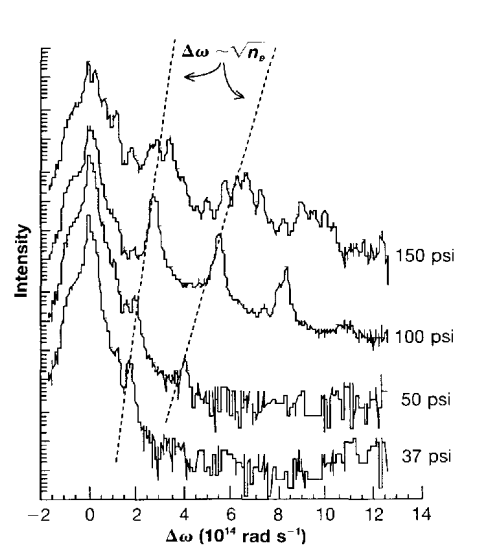 Δω ~ √nₑ
Intensity
150 psi
100 psi
50 psi
37 psi
−2 0 2 4 6 8 10 12 14
Δω (10¹⁴ rad s⁻¹)